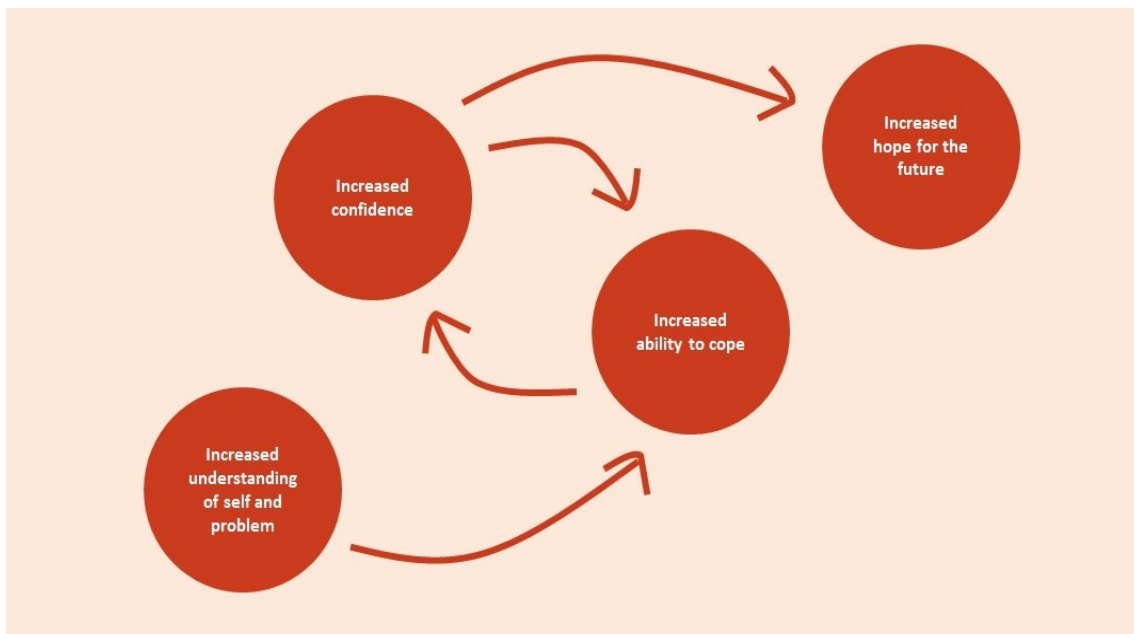 Increased
hope for the
future
Increased
confidence
Increased
ability to cope
Increased
understanding
of self and
problem